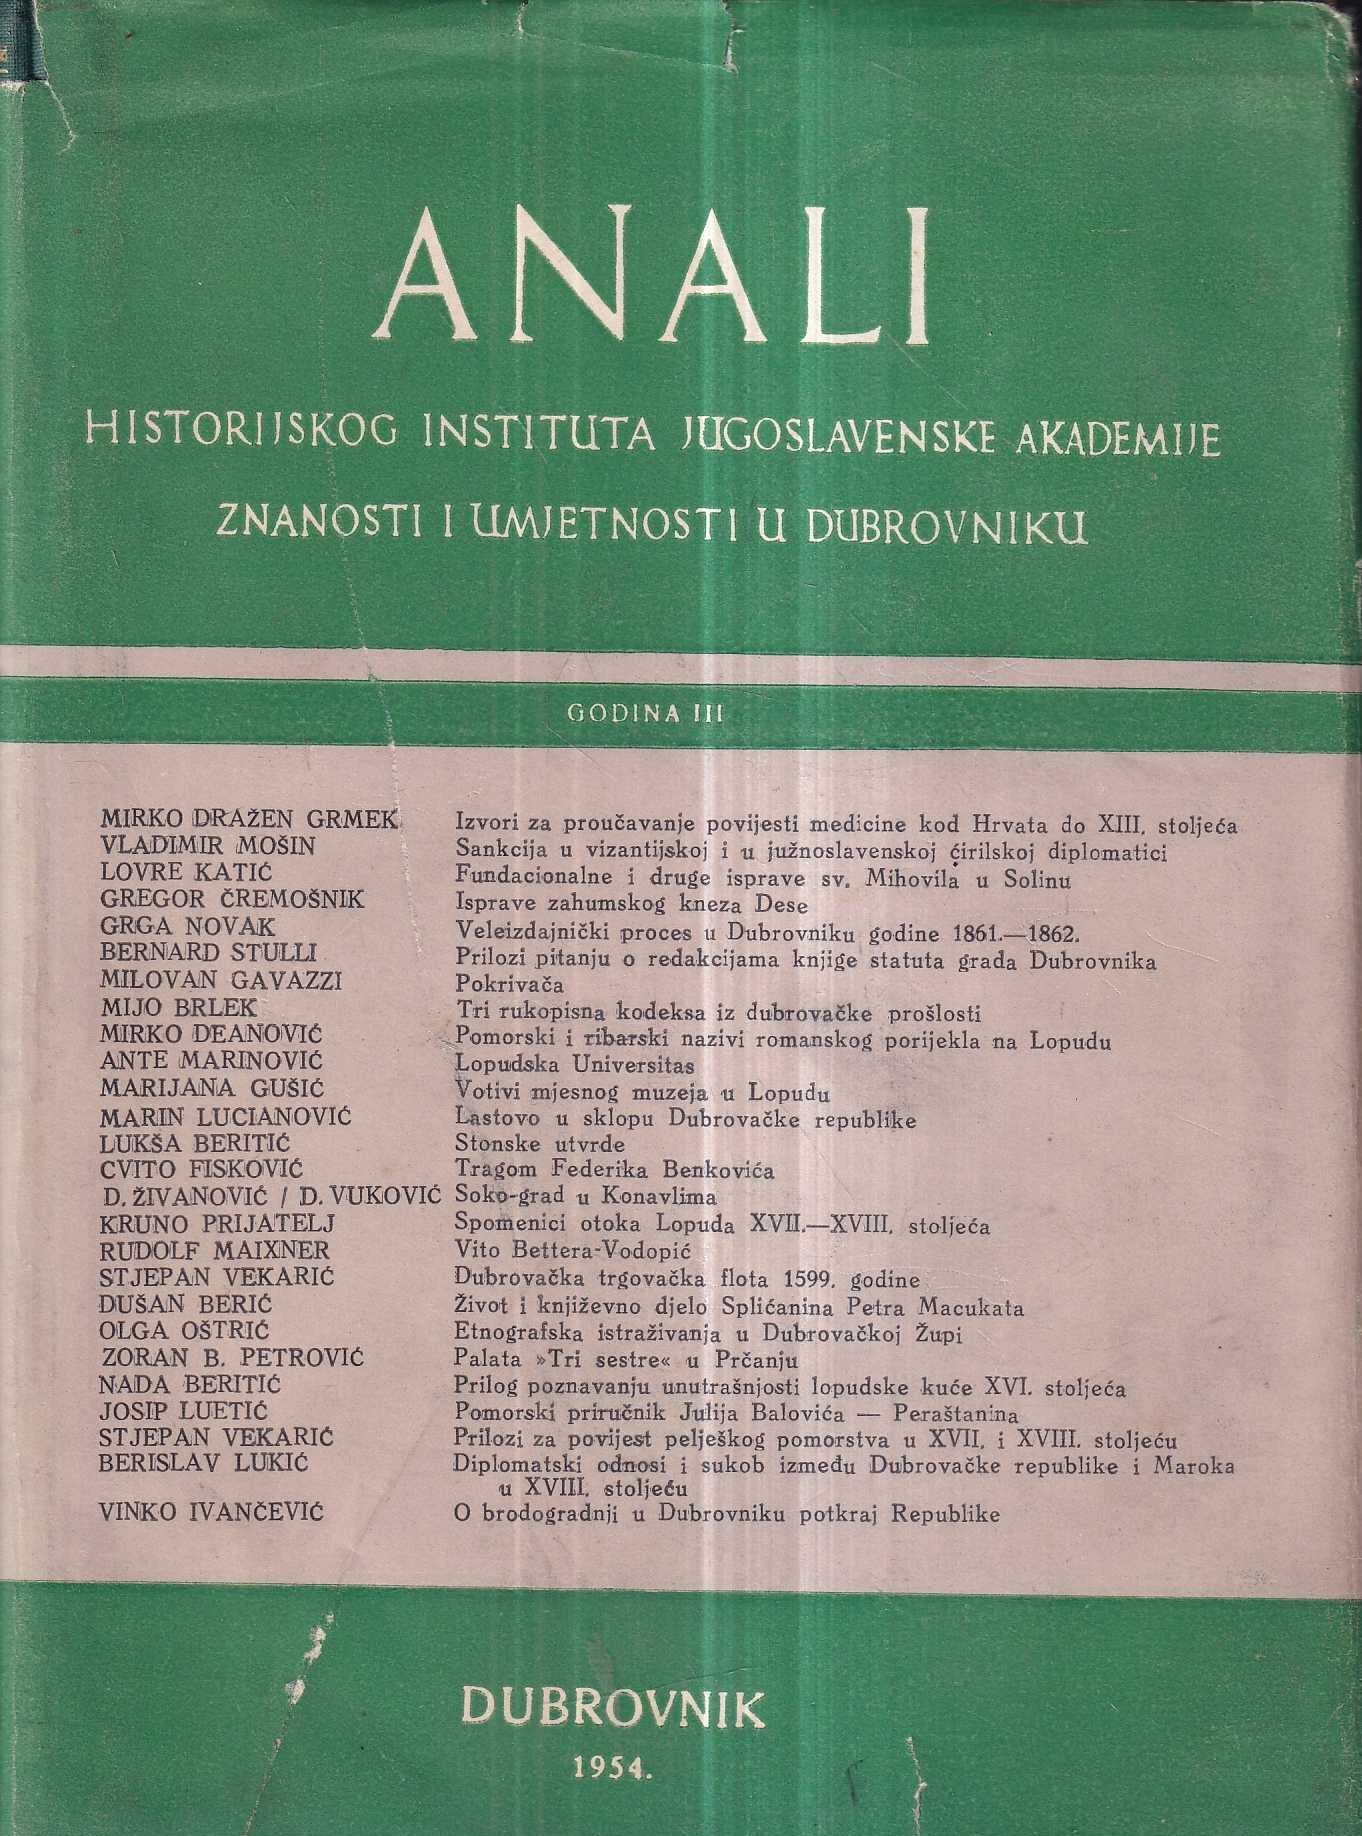 ANALI
HISTORIJSKOG INSTITUTA JUGOSLAVENSKE AKADEMIJE
ZNANOSTI I UMJETNOSTI U DUBROVNIKU
GODINA III
MIRKO DRAŽEN GRMEK Izvori za proučavanje povijesti medicine kod Hrvata do XIII. stoljeća
VLADIMIR MOŠIN Sankcija u vizantijskoj i u južnoslavenskoj ćirilskoj diplomatici
LOVRE KATIĆ Fundacionalne i druge isprave sv. Mihovila u Solinu
GREGOR ČREMOŠNIK Isprave zahumskog kneza Dese
GRGA NOVAK Veleizdajnički proces u Dubrovniku godine 1861.—1862.
BERNARD STULLI Prilozi pitanju o redakcijama knjige statuta grada Dubrovnika
MILOVAN GAVAZZI Pokrivača
MIJO BRLEK Tri rukopisna kodeksa iz dubrovačke prošlosti
MIRKO DEANOVIĆ Pomorski i ribarski nazivi romanskog porijekla na Lopudu
ANTE MARINOVIĆ Lopudska Universitas
MARIJANA GUŠIĆ Votivi mjesnog muzeja u Lopudu
MARIN LUCIANOVIĆ Lastovo u sklopu Dubrovačke republike
LUKŠA BERITIĆ Stonske utvrde
CVITO FISKOVIĆ Tragom Federika Benkovića
D. ŽIVANOVIĆ / D. VUKOVIĆ Soko-grad u Konavlima
KRUNO PRIJATELJ Spomenici otoka Lopuda XVII.—XVIII. stoljeća
RUDOLF MAIXNER Vito Bettera-Vodopić
STJEPAN VEKARIĆ Dubrovačka trgovačka flota 1599. godine
DUŠAN BERIĆ Život i književno djelo Splićanina Petra Macukata
OLGA OŠTRIĆ Etnografska istraživanja u Dubrovačkoj Župi
ZORAN B. PETROVIĆ Palata »Tri sestre« u Prčanju
NADA BERITIĆ Prilog poznavanju unutrašnjosti lopudske kuće XVI. stoljeća
JOSIP LUETIĆ Pomorski priručnik Julija Balovića — Peraštanina
STJEPAN VEKARIĆ Prilozi za povijest pelješkog pomorstva u XVII. i XVIII. stoljeću
BERISLAV LUKIĆ Diplomatski odnosi i sukob između Dubrovačke republike i Maroka
u XVIII. stoljeću
VINKO IVANČEVIĆ O brodogradnji u Dubrovniku potkraj Republike
DUBROVNIK
1954.